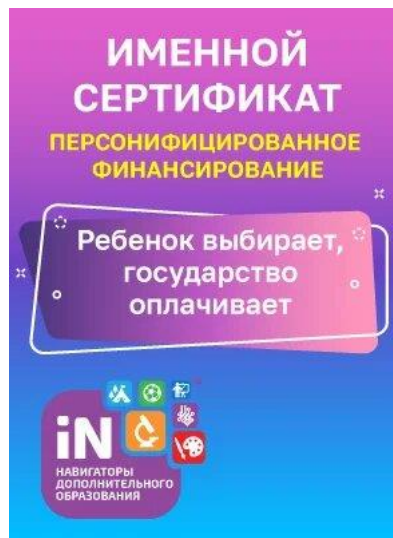 ИМЕННОЙ
СЕРТИФИКАТ
ПЕРСОНИФИЦИРОВАННОЕ
ФИНАНСИРОВАНИЕ
Ребенок выбирает,
государство
оплачивает
iN
НАВИГАТОРЫ
ДОПОЛНИТЕЛЬНОГО
ОБРАЗОВАНИЯ